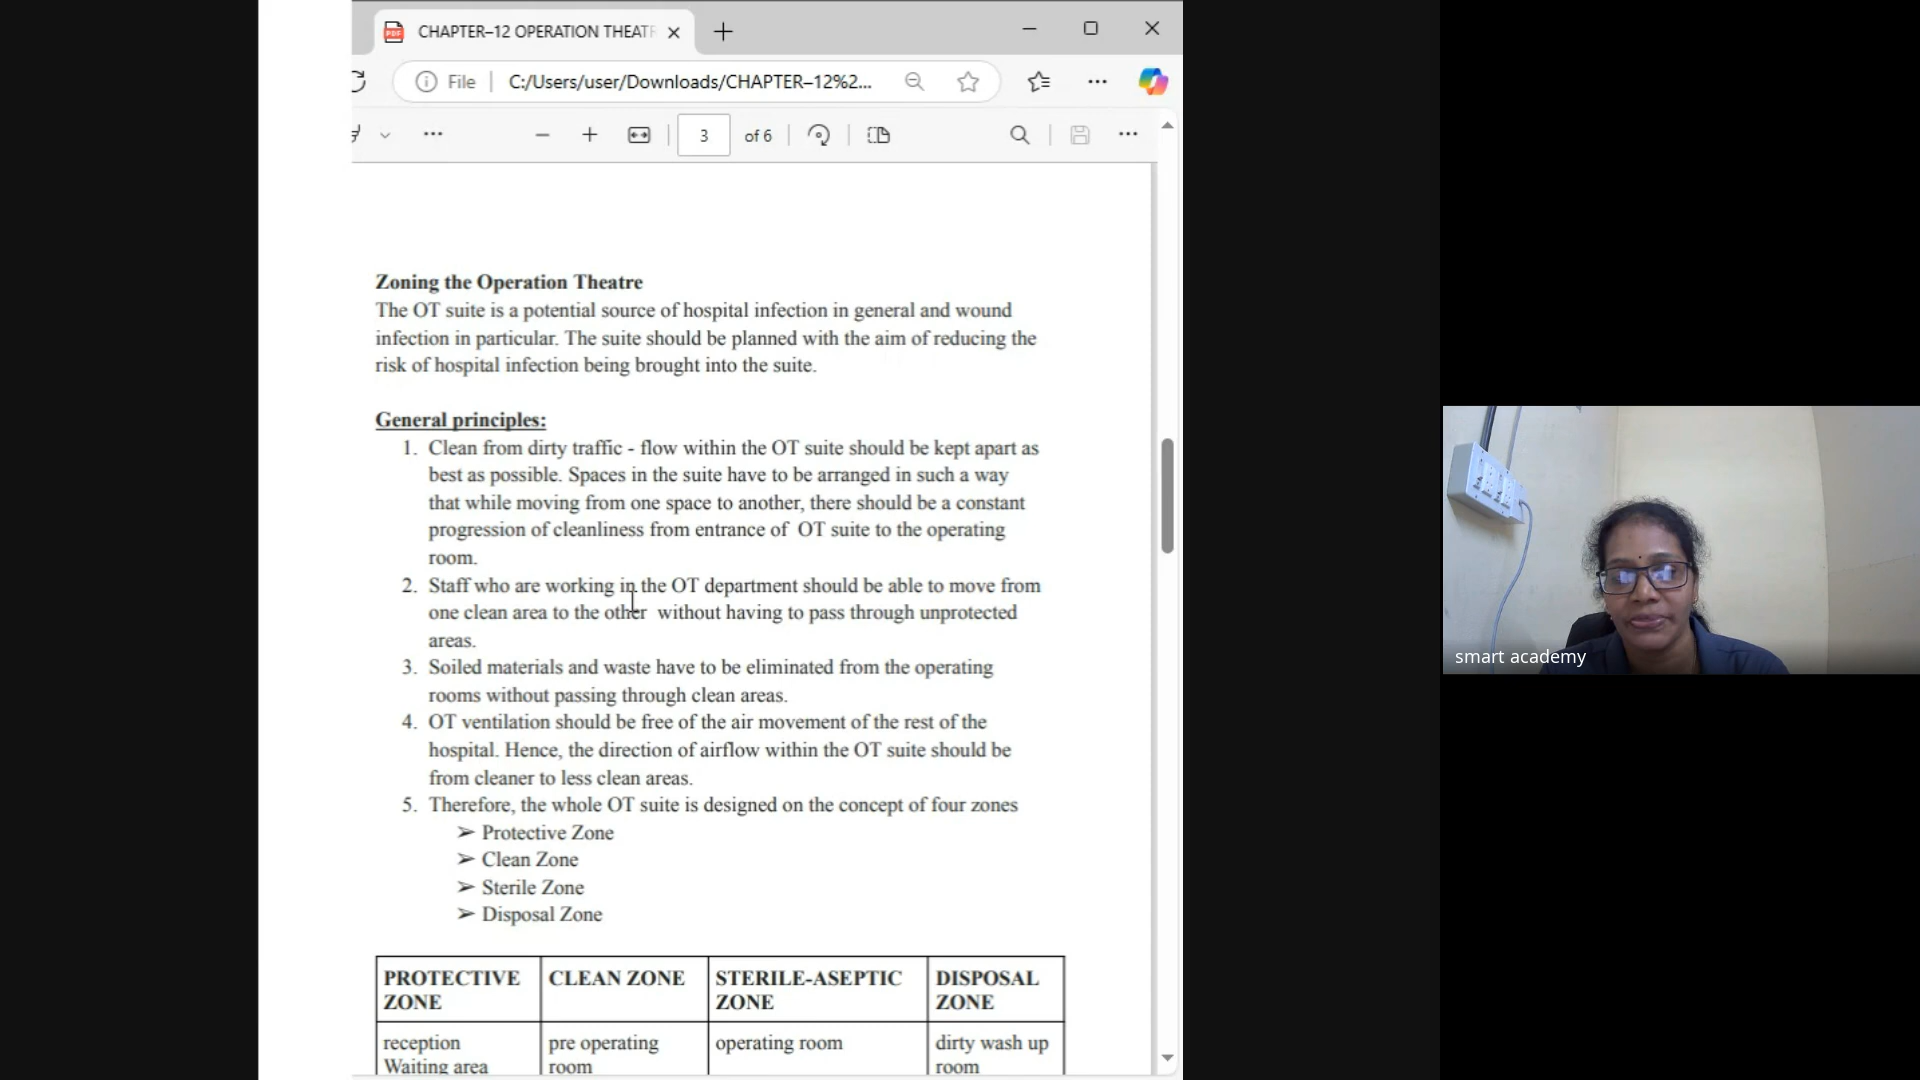 CHAPTER–12 OPERATION THEAT
File
C:/Users/user/Downloads/CHAPTER–12%2...
3 of 6
Zoning the Operation Theatre
The OT suite is a potential source of hospital infection in general and wound
infection in particular. The suite should be planned with the aim of reducing the
risk of hospital infection being brought into the suite.
General principles:
1. Clean from dirty traffic - flow within the OT suite should be kept apart as
best as possible. Spaces in the suite have to be arranged in such a way
that while moving from one space to another, there should be a constant
progression of cleanliness from entrance of OT suite to the operating
room.
2. Staff who are working in the OT department should be able to move from
one clean area to the other without having to pass through unprotected
areas.
3. Soiled materials and waste have to be eliminated from the operating
rooms without passing through clean areas.
4. OT ventilation should be free of the air movement of the rest of the
hospital. Hence, the direction of airflow within the OT suite should be
from cleaner to less clean areas.
5. Therefore, the whole OT suite is designed on the concept of four zones
➢ Protective Zone
➢ Clean Zone
➢ Sterile Zone
➢ Disposal Zone
PROTECTIVE ZONE
CLEAN ZONE
STERILE-ASEPTIC ZONE
DISPOSAL ZONE
reception
Waiting area
pre operating
room
operating room
dirty wash up
room
smart academy